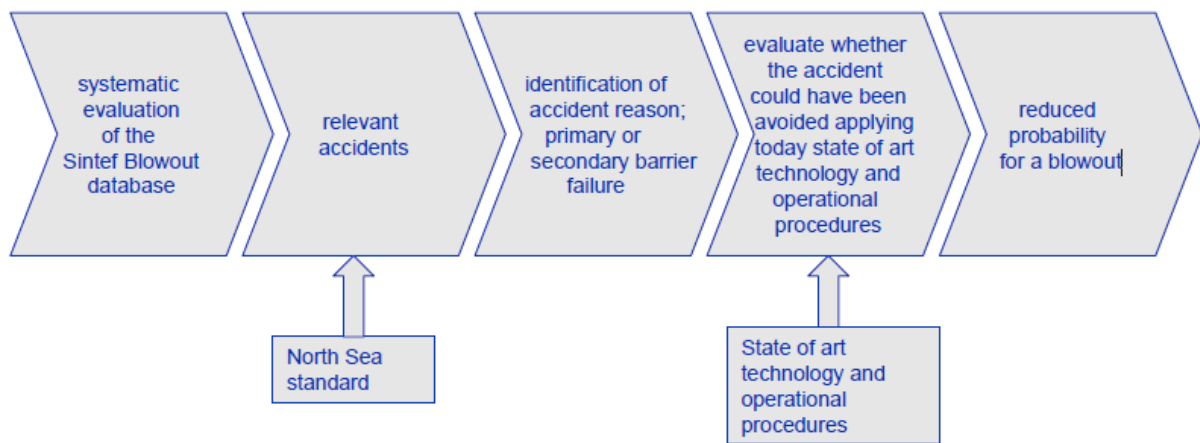 systematic
evaluation
of the
Sintef Blowout
database
relevant
accidents
identification of
accident reason;
primary or
secondary barrier
failure
evaluate whether
the accident
could have been
avoided applying
today state of art
technology and
operational
procedures
reduced
probability
for a blowout
North Sea
standard
State of art
technology and
operational
procedures